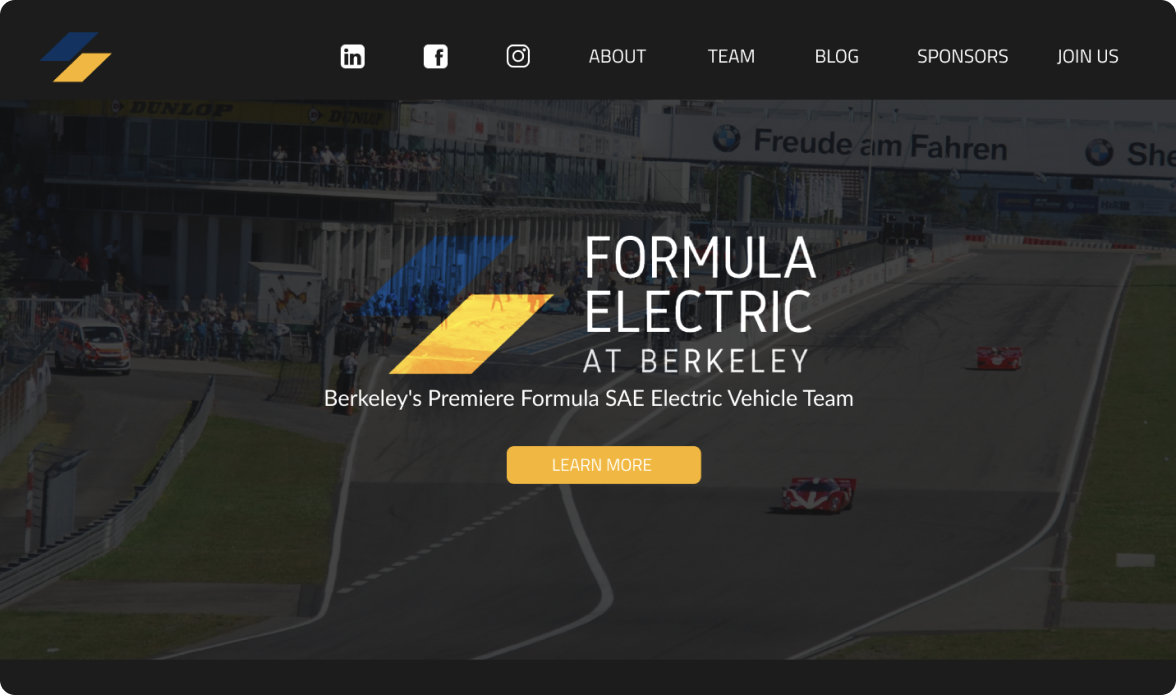 in
f
ABOUT
TEAM
BLOG
SPONSORS
JOIN US
DUNLOP
DUNLOP
Freude am Fahren
FORMULA
ELECTRIC
AT BERKELEY
Berkeley's Premiere Formula SAE Electric Vehicle Team
LEARN MORE